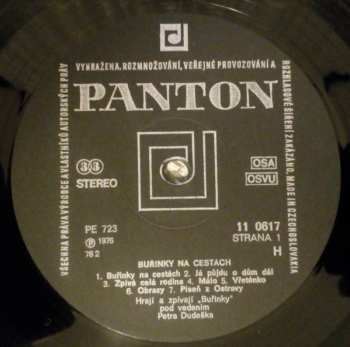 VYHRAŽENA, ROZMNOŽOVÁNÍ, VEŘEJNÉ PROVOZOVÁNÍ A
ROZHLASOVÉ ŠÍŘENÍ ZAKÁZÁNO, MADE IN CZECHOSLOVAKIA
VŠECHNA PRÁVA VÝROBCE A VLASTNÍKŮ AUTORSKÝCH PRÁV
PANTON
33
STEREO
OSA
OSVU
PE 723
℗ 1976
76 2
11 0617
STRANA 1
H
BUŘINKY NA CESTÁCH
1. Buřinky na cestách 2. Já půjdu o dům dál
3. Zpívá celá rodina 4. Málo 5. Vřeténko
6. Obrazy 7. Píseň z Ostravy
Hrají a zpívají „Buřinky"
pod vedením
Petra Dudeška